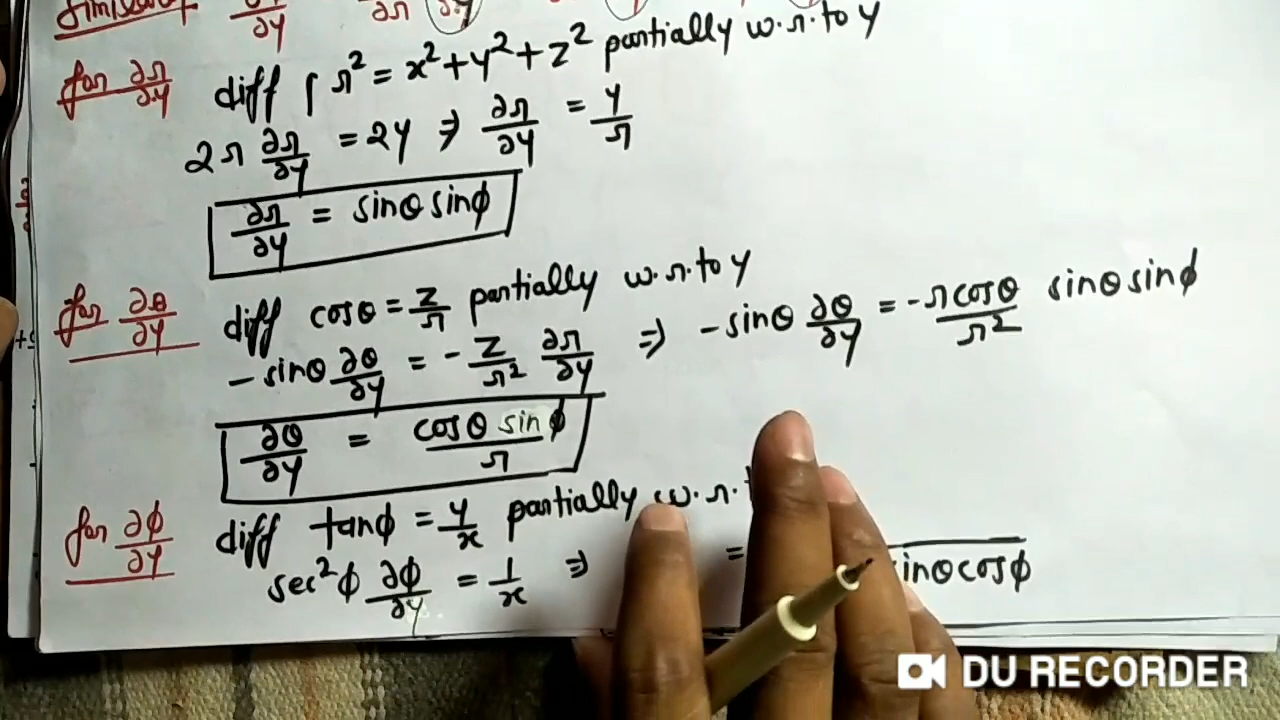 ∂y ∂r ∂y
for ∂r/∂y diff r² = x² + y² + z² partially w.r.to y
2r ∂r/∂y = 2y ⇒ ∂r/∂y = y/r
∂r/∂y = sinθ sinϕ
for ∂θ/∂y diff cosθ = z/r partially w.r.to y
-sinθ ∂θ/∂y = -z/r² ∂r/∂y ⇒ -sinθ ∂θ/∂y = -r cosθ/r² sinθ sinϕ
∂θ/∂y = cosθ sinϕ/r
for ∂ϕ/∂y diff tanϕ = y/x partially w.r.
sec²ϕ ∂ϕ/∂y = 1/x ⇒ = inθ cosϕ
DU RECORDER